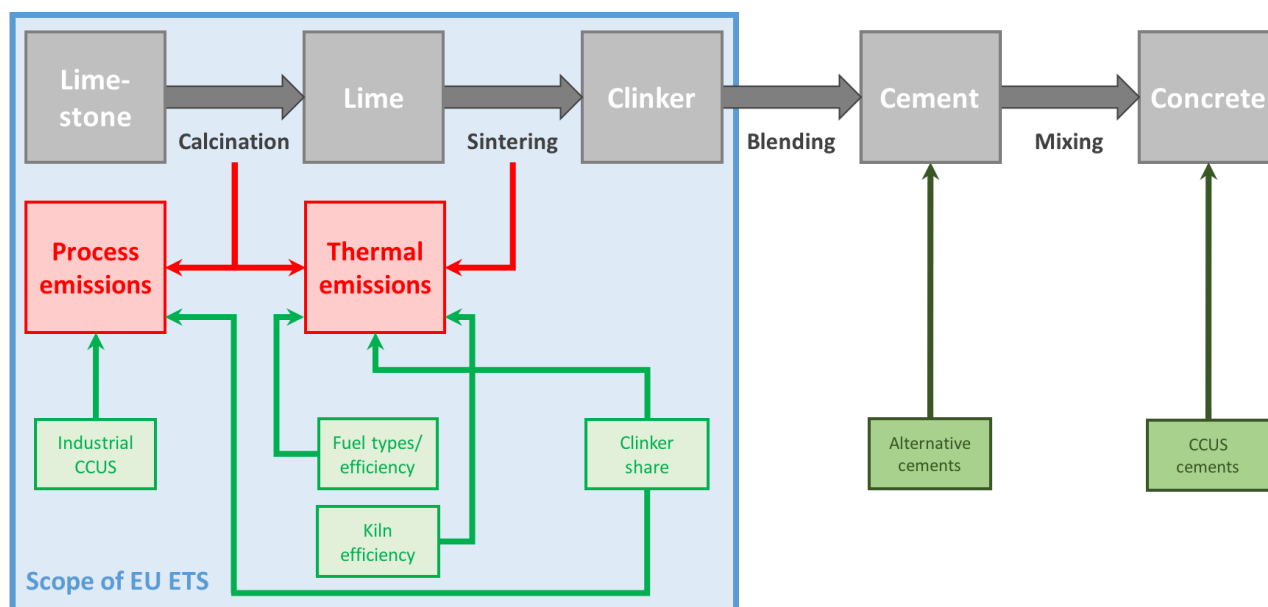 Lime-
stone
Lime
Clinker
Cement
Concrete
Calcination
Sintering
Blending
Mixing
Process
emissions
Thermal
emissions
Industrial
CCUS
Fuel types/
efficiency
Clinker
share
Alternative
cements
CCUS
cements
Kiln
efficiency
Scope of EU ETS